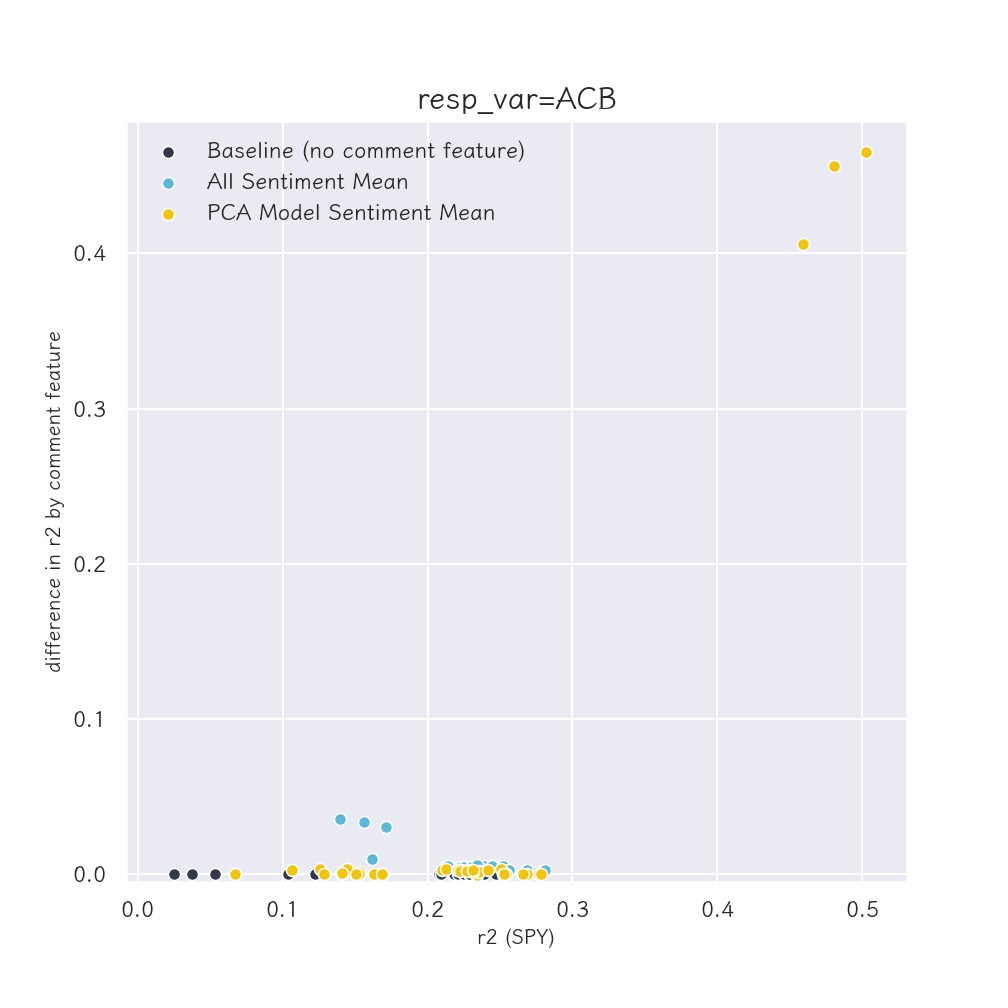 resp_var=ACB
Baseline (no comment feature)
All Sentiment Mean
PCA Model Sentiment Mean
difference in r2 by comment feature
0.4
0.3
0.2
0.1
0.0
0.0 0.1 0.2 0.3 0.4 0.5
r2 (SPY)